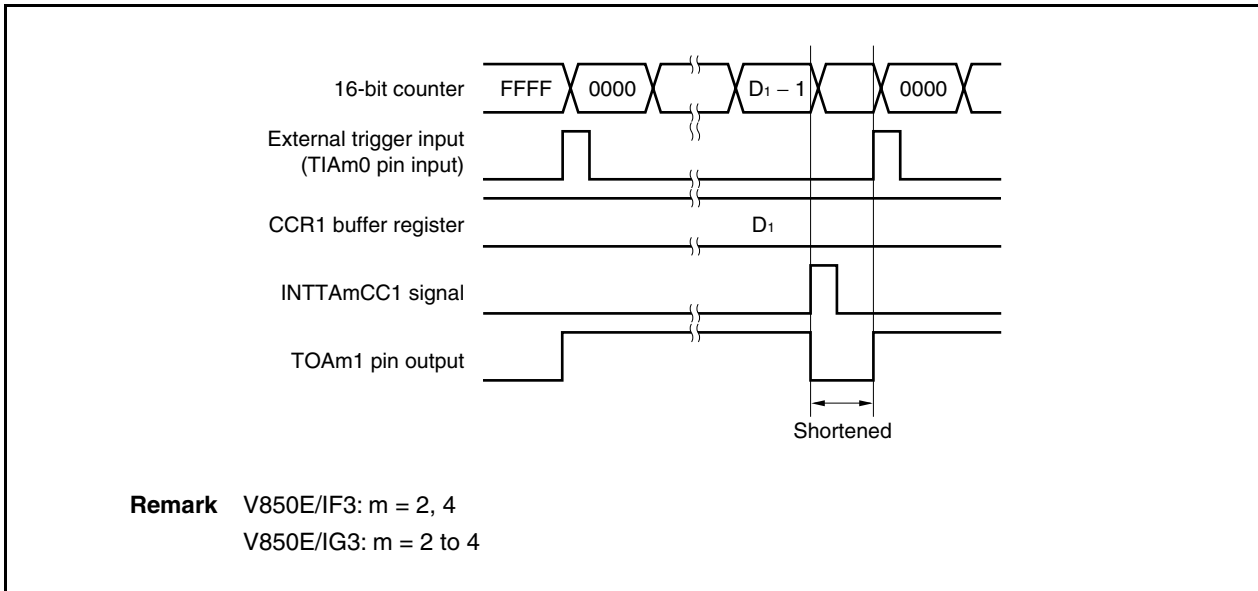 16-bit counter FFFF 0000 D₁ – 1 0000
External trigger input
(TIAm0 pin input)
CCR1 buffer register D₁
INTTAmCC1 signal
TOAm1 pin output
Shortened
Remark V850E/IF3: m = 2, 4
V850E/IG3: m = 2 to 4